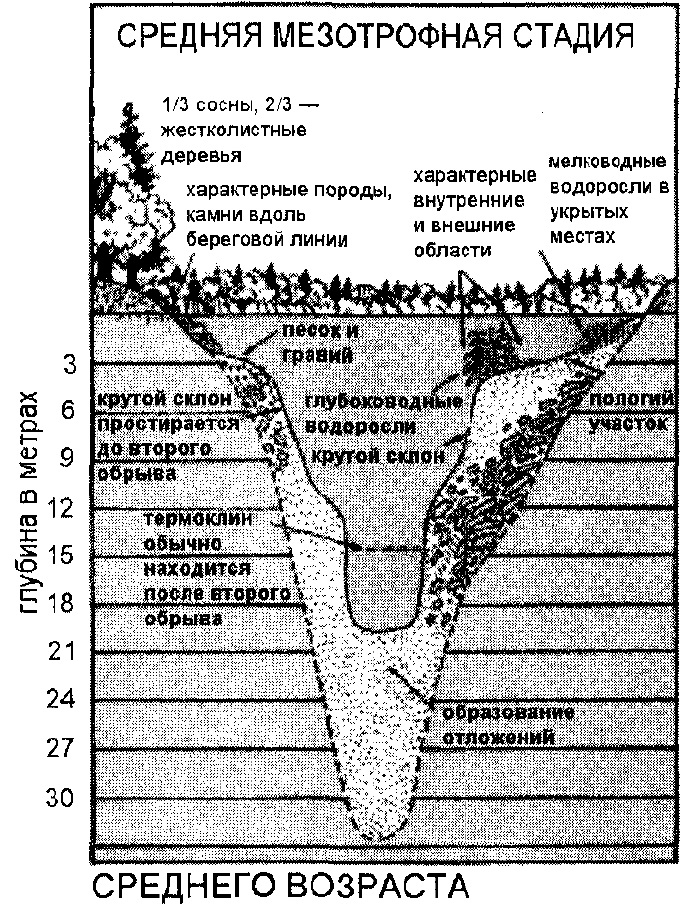 СРЕДНЯЯ МЕЗОТРОФНАЯ СТАДИЯ
1/3 сосны, 2/3 —
жестколистные
деревья
характерные породы,
камни вдоль
береговой линии
характерные
внутренние
и внешние
области
мелководные
водоросли в
укрытых
местах
песок и
гравий
глубоководные
водоросли
крутой склон
пологий
участок
крутой склон
простирается
до второго
обрыва
термоклин
обычно
находится
после второго
обрыва
образование
отложений
глубина в метрах
3
6
9
12
15
18
21
24
27
30
СРЕДНЕГО ВОЗРАСТА